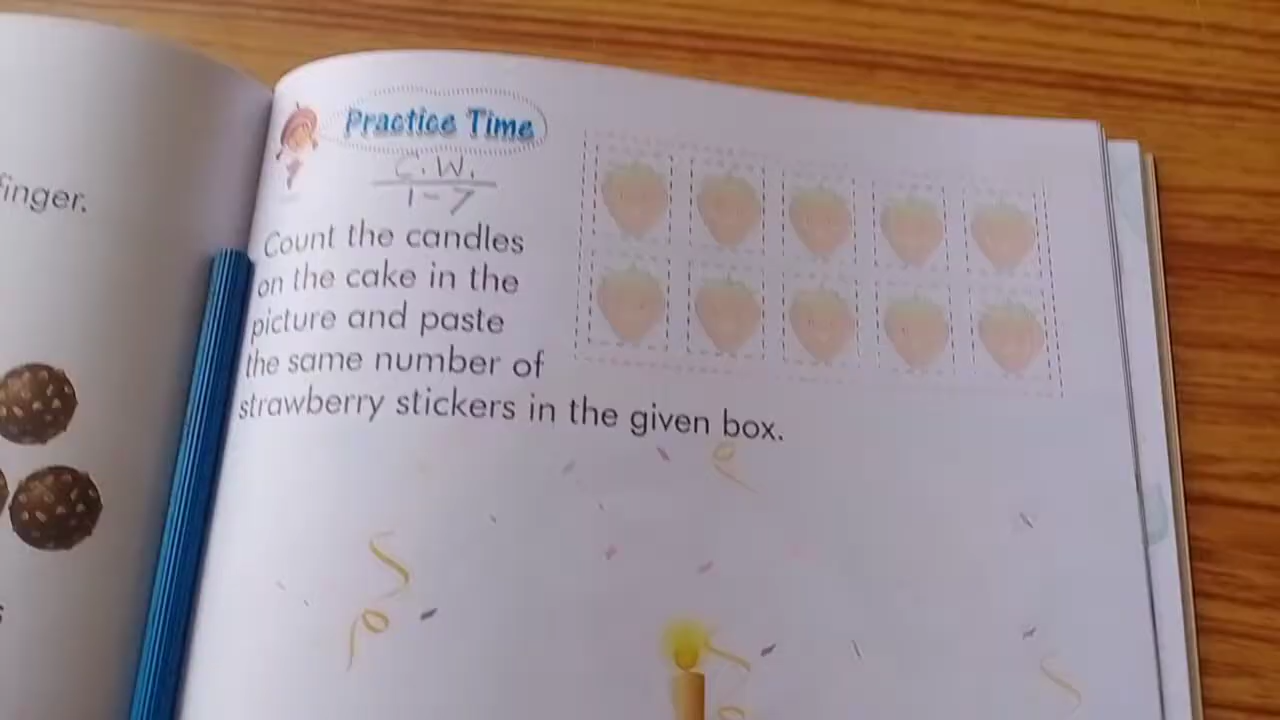 finger.
Practice Time
C.W.
1-7
Count the candles
on the cake in the
picture and paste
the same number of
strawberry stickers in the given box.